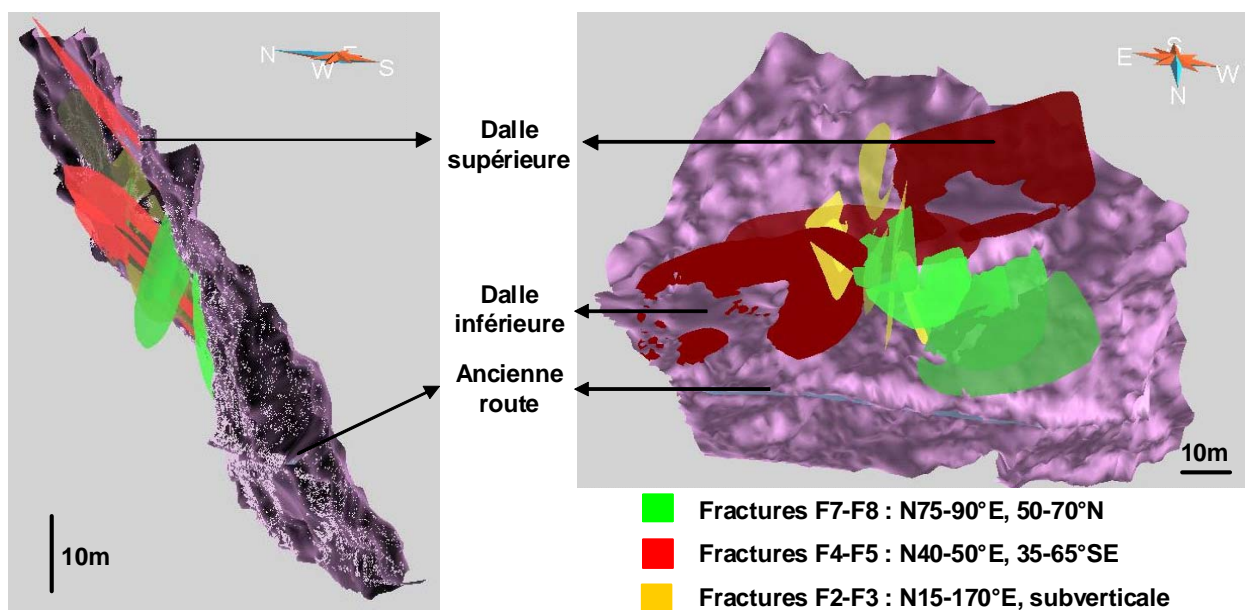 N
E
W
S
Dalle
supérieure
Dalle
inférieure
Ancienne
route
10m
E
S
W
N
10m
Fractures F7-F8 : N75-90°E, 50-70°N
Fractures F4-F5 : N40-50°E, 35-65°SE
Fractures F2-F3 : N15-170°E, subverticale